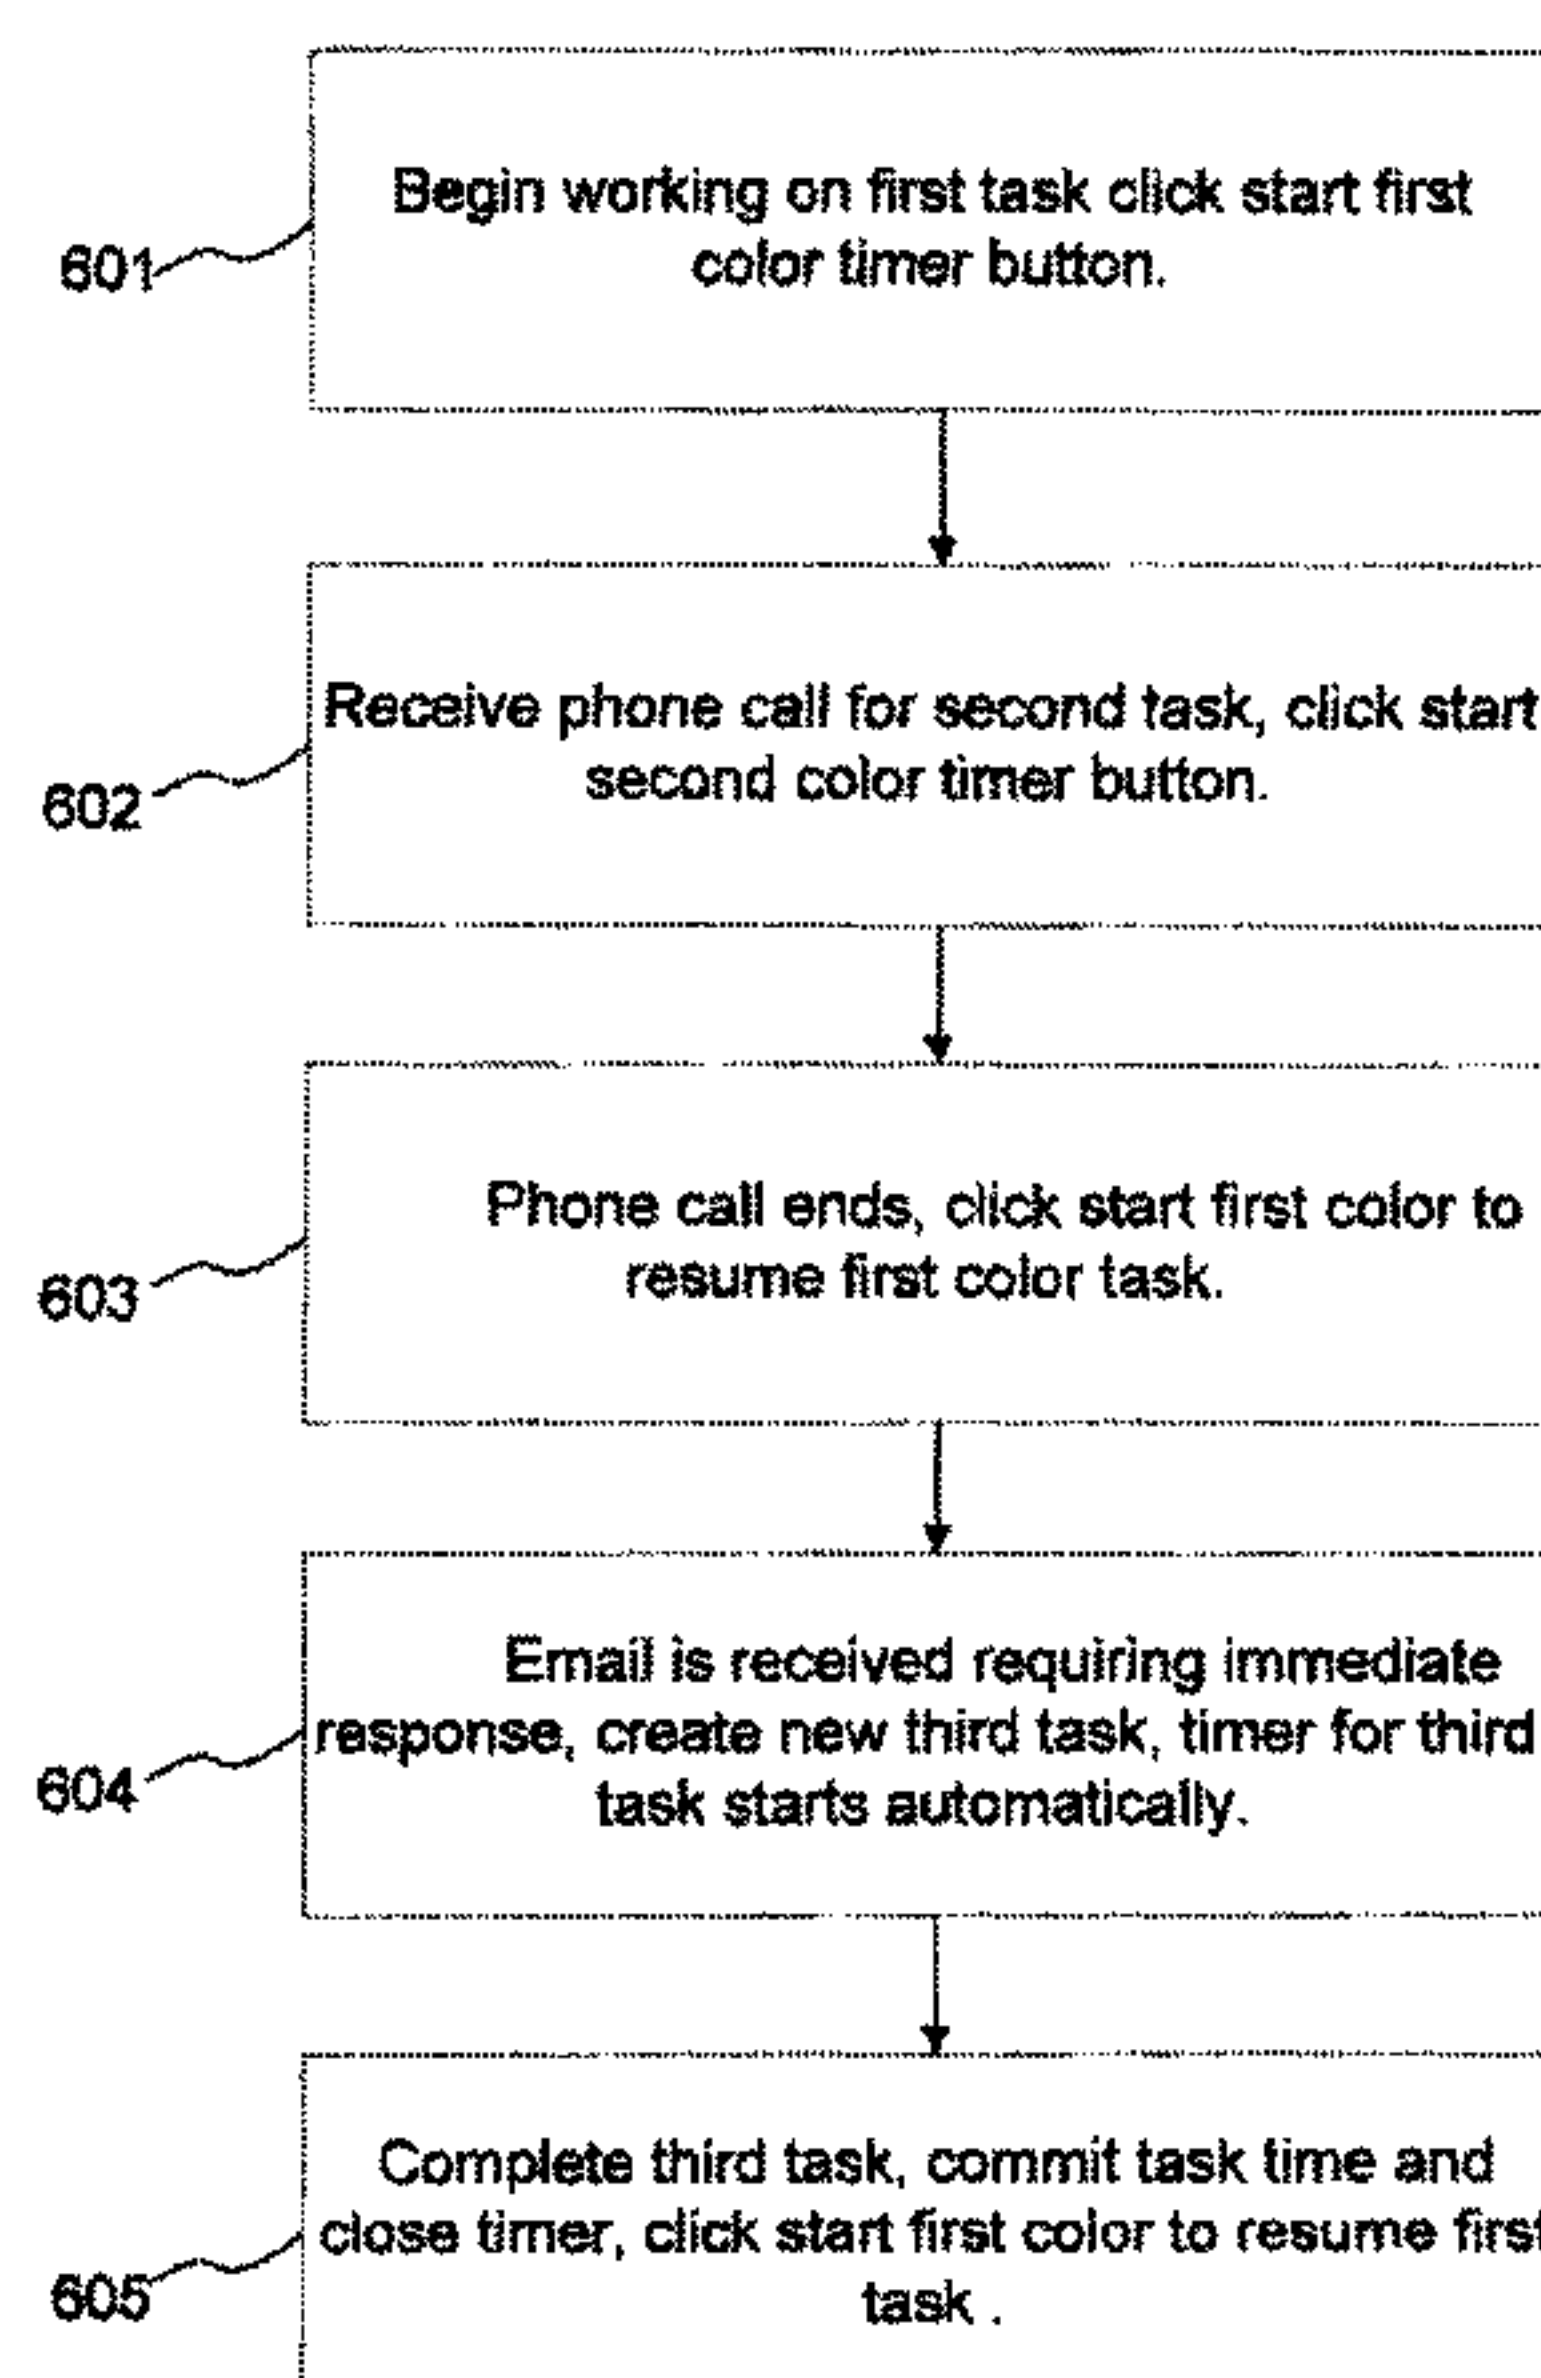 Begin working on first task click start first
color timer button.
601
Receive phone call for second task, click start
second color timer button.
602
Phone call ends, click start first color to
resume first color task.
603
Email is received requiring immediate
response, create new third task, timer for third
task starts automatically.
604
Complete third task, commit task time and
close timer, click start first color to resume first
task .
605